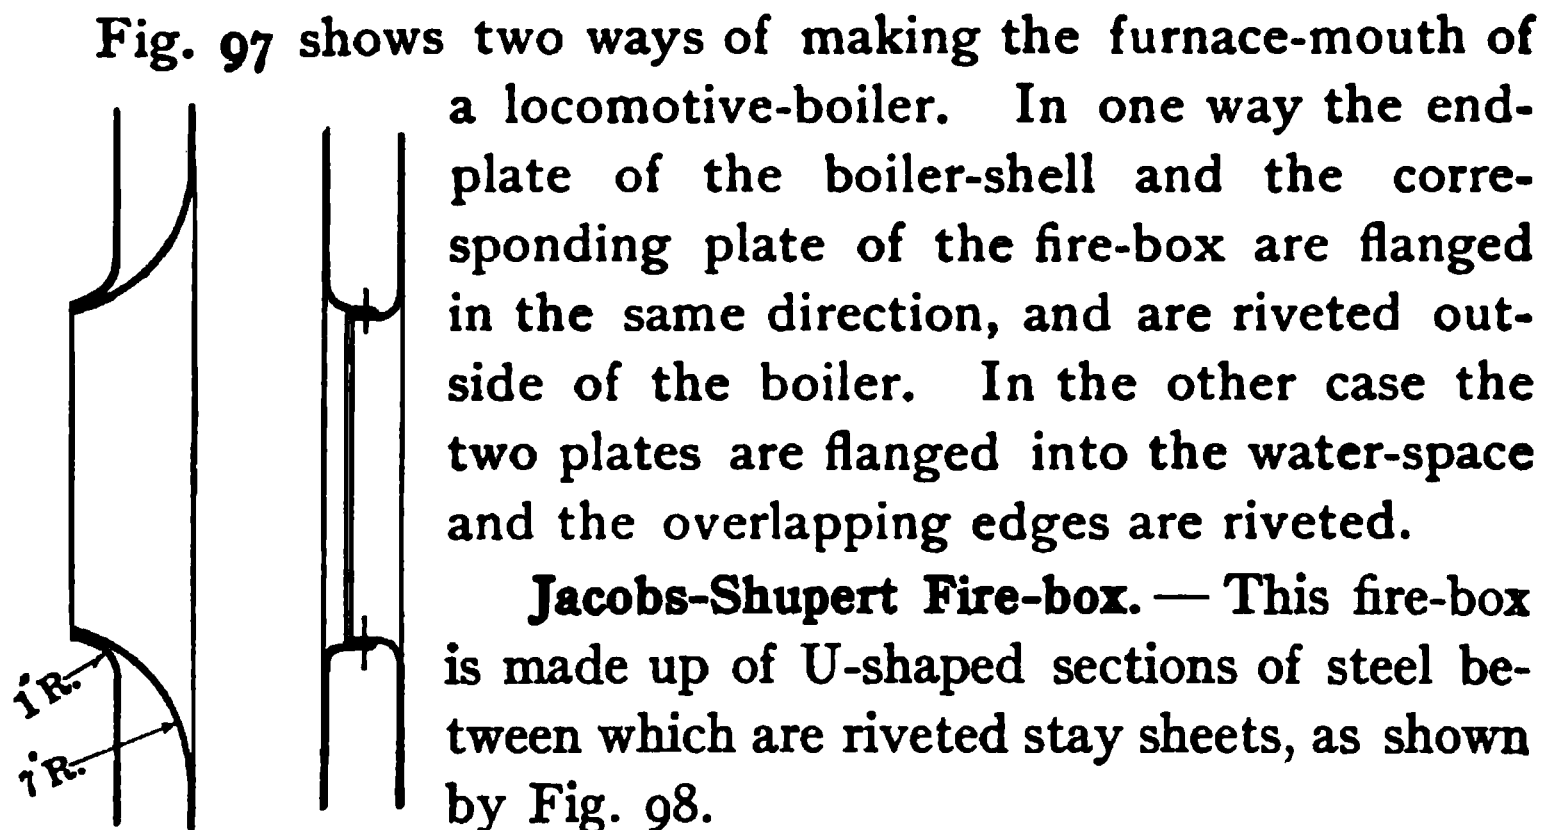 Fig. 97 shows two ways of making the furnace-mouth of
a locomotive-boiler. In one way the end-
plate of the boiler-shell and the corre-
sponding plate of the fire-box are flanged
in the same direction, and are riveted out-
side of the boiler. In the other case the
two plates are flanged into the water-space
and the overlapping edges are riveted.
Jacobs-Shupert Fire-box. — This fire-box
is made up of U-shaped sections of steel be-
tween which are riveted stay sheets, as shown
by Fig. 98.
1" R.
7" R.